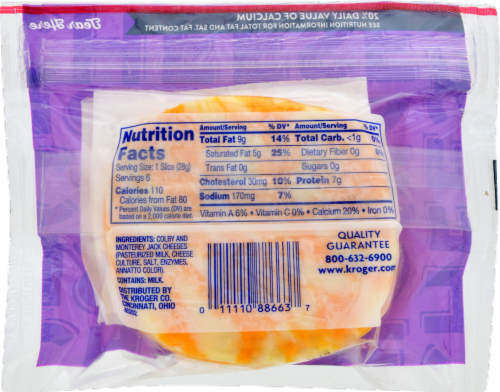 20% DAILY VALUE OF CALCIUM
SEE NUTRITION INFORMATION FOR TOTAL FAT AND SAT. FAT CONTENT
Tear Here
Nutrition
Facts
Serving Size: 1 Slice (28g)
Servings 6
Calories 110
Calories from Fat 80
* Percent Daily Values (DV) are
based on a 2,000 calorie diet.
Amount/Serving % DV* Amount/Serving % DV*
Total Fat 9g 14% Total Carb. <1g 0%
Saturated Fat 5g 25% Dietary Fiber 0g 0%
Trans Fat 0g Sugars 0g
Cholesterol 30mg 10% Protein 7g
Sodium 170mg 7%
Vitamin A 6% • Vitamin C 0% • Calcium 20% • Iron 0%
INGREDIENTS: COLBY AND
MONTEREY JACK CHEESES
(PASTEURIZED MILK, CHEESE
CULTURE, SALT, ENZYMES,
ANNATTO COLOR).
CONTAINS: MILK.
DISTRIBUTED BY
THE KROGER CO.
CINCINNATI, OHIO
45202
0 11110 88663 7
QUALITY
GUARANTEE
800-632-6900
www.kroger.com